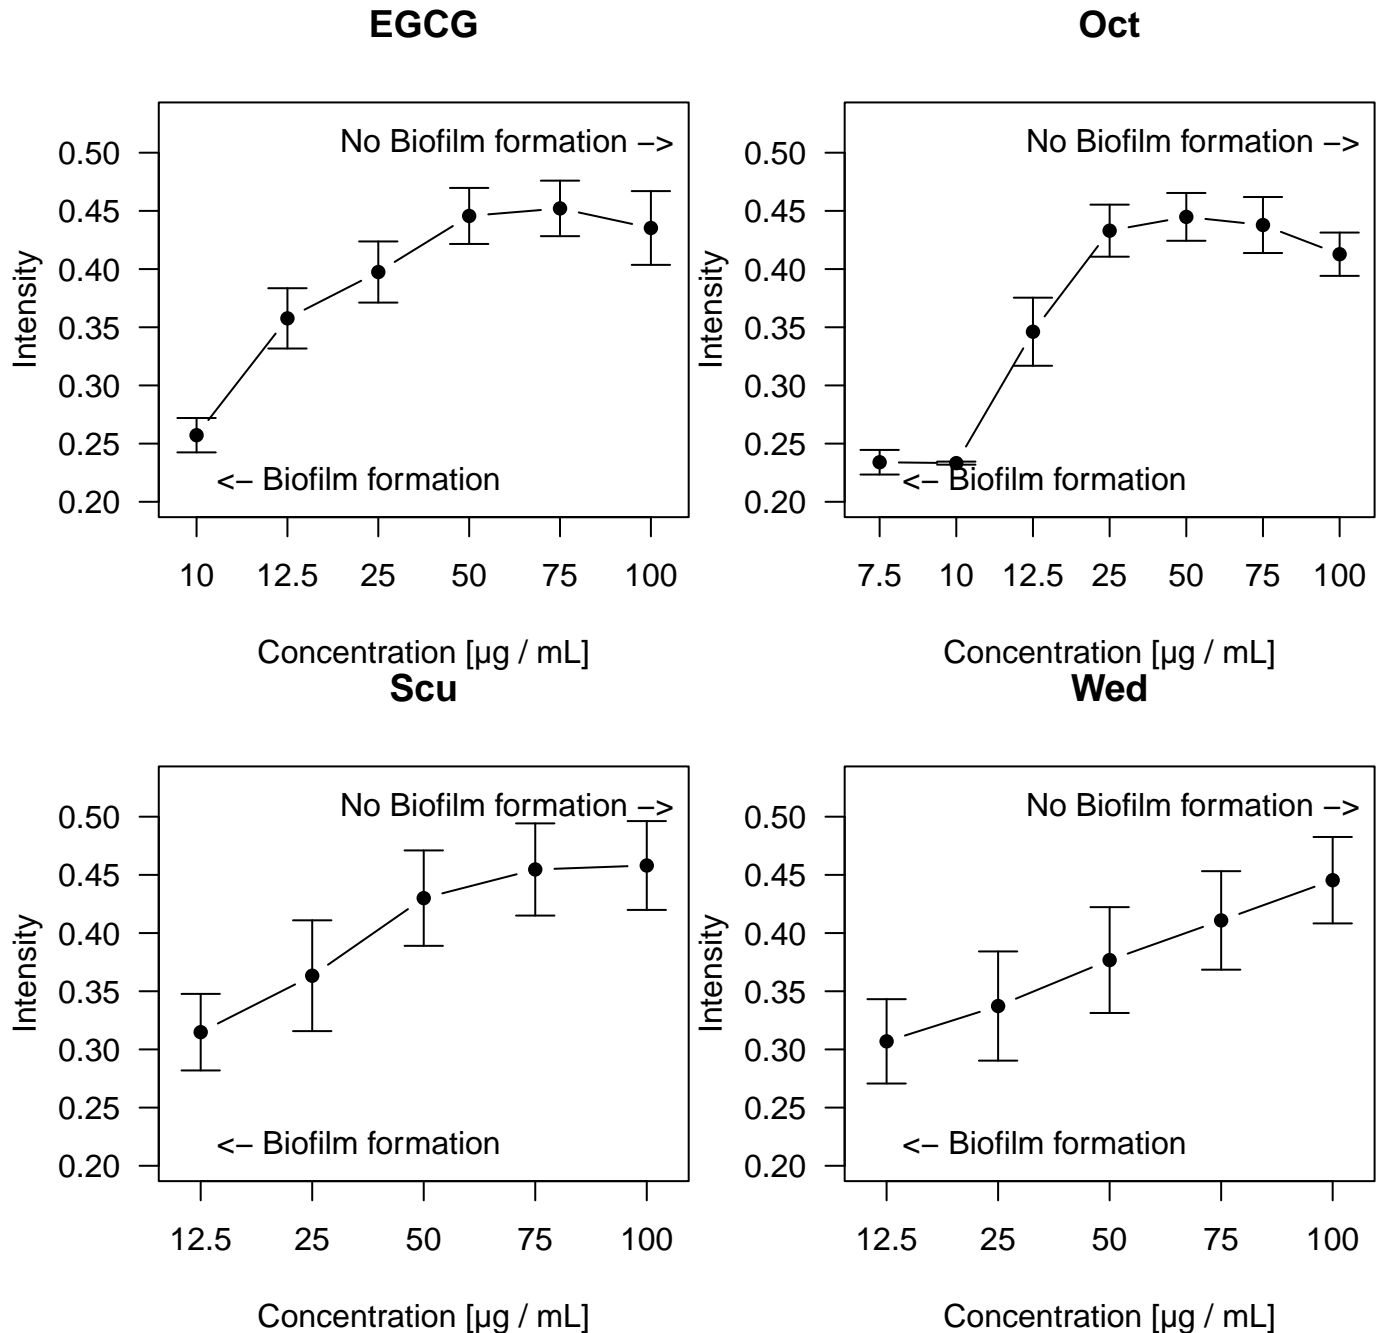 EGCG
No Biofilm formation −>
<− Biofilm formation
Intensity
0.50
0.45
0.40
0.35
0.30
0.25
0.20
10 12.5 25 50 75 100
Concentration [µg / mL]
Oct
No Biofilm formation −>
<− Biofilm formation
Intensity
0.50
0.45
0.40
0.35
0.30
0.25
0.20
7.5 10 12.5 25 50 75 100
Concentration [µg / mL]
Scu
No Biofilm formation −>
<− Biofilm formation
Intensity
0.50
0.45
0.40
0.35
0.30
0.25
0.20
12.5 25 50 75 100
Concentration [µg / mL]
Wed
No Biofilm formation −>
<− Biofilm formation
Intensity
0.50
0.45
0.40
0.35
0.30
0.25
0.20
12.5 25 50 75 100
Concentration [µg / mL]